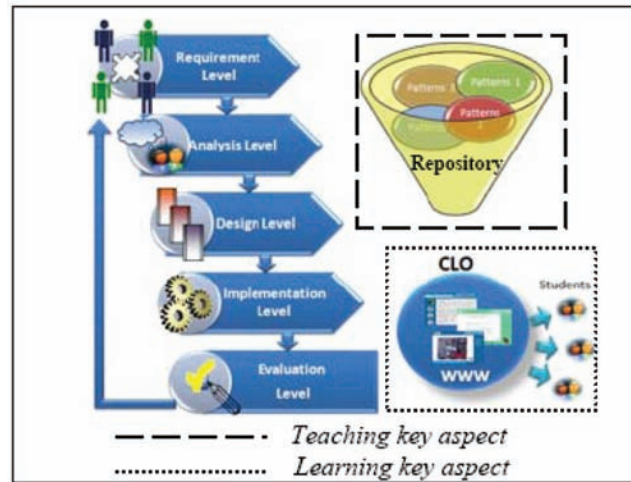 Requirement
Level
Analysis Level
Design Level
Implementation
Level
Evaluation
Level
Patterns 1
Patterns
Repository
CLO
WWW
Students
Teaching key aspect
Learning key aspect